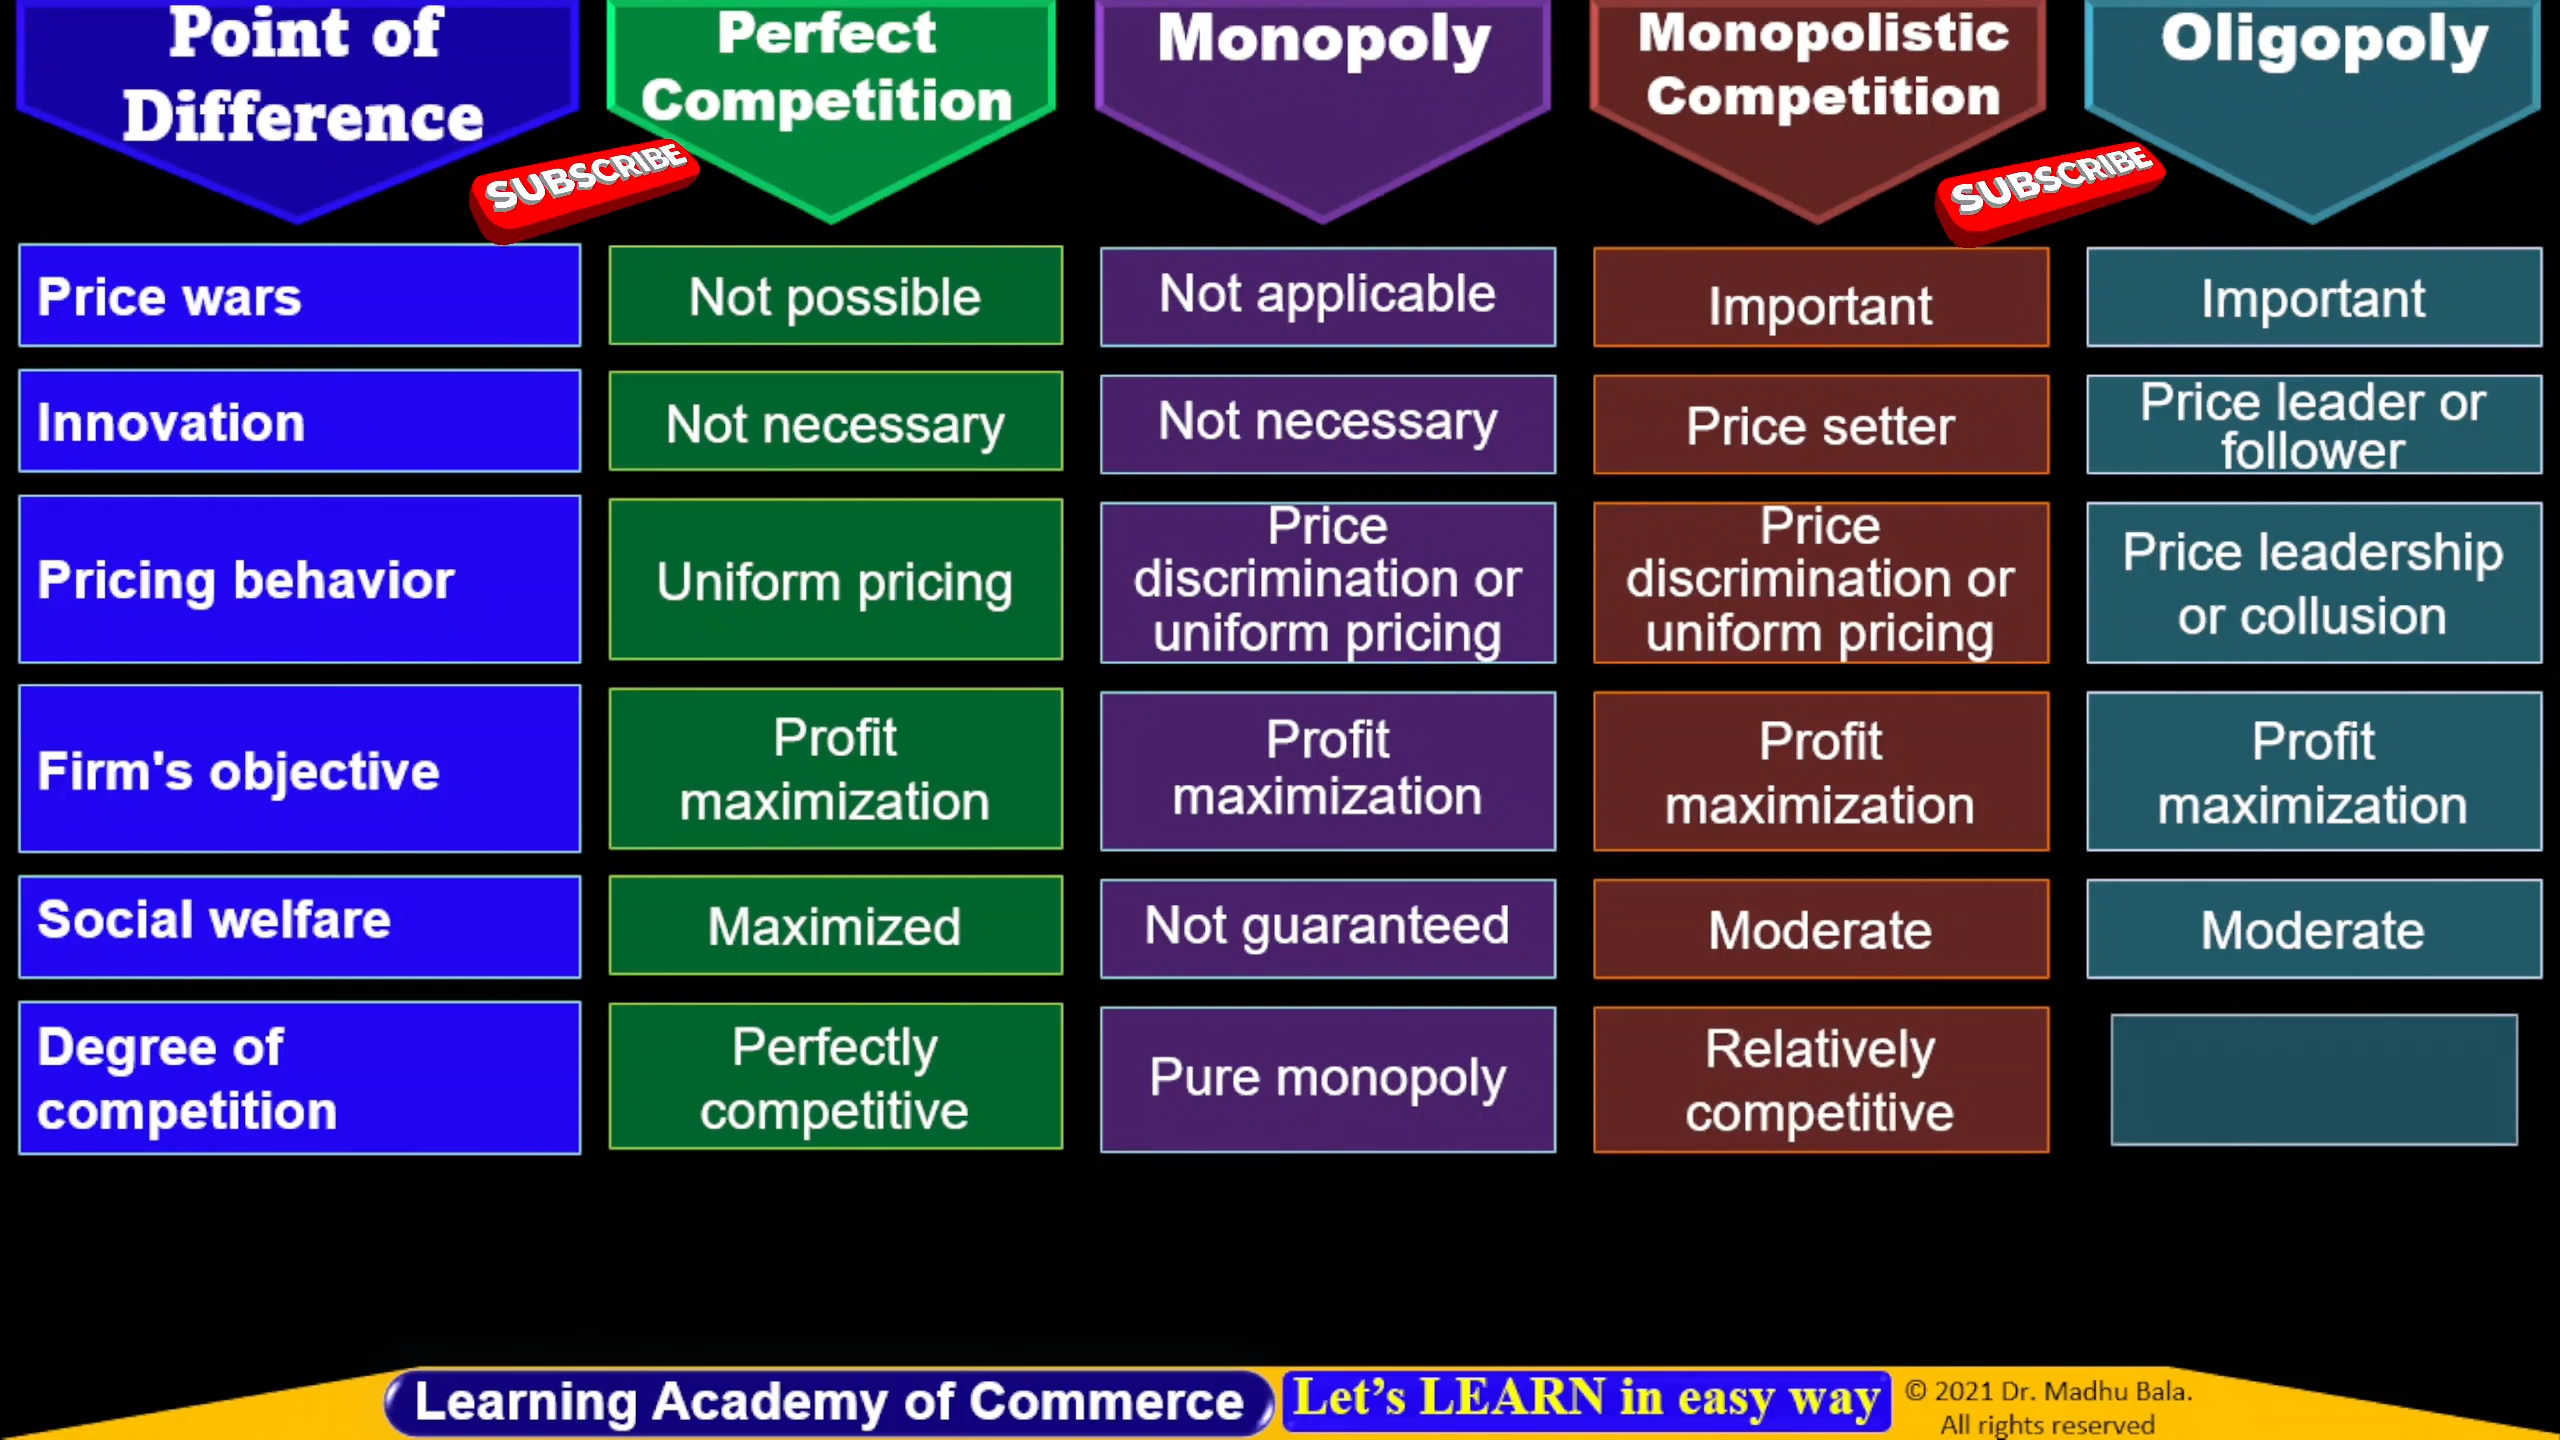 Point of
Difference
Perfect
Competition
Monopoly
Monopolistic
Competition
Oligopoly
SUBSCRIBE
SUBSCRIBE
Price wars
Not possible
Not applicable
Important
Important
Innovation
Not necessary
Not necessary
Price setter
Price leader or
follower
Pricing behavior
Uniform pricing
Price
discrimination or
uniform pricing
Price
discrimination or
uniform pricing
Price leadership
or collusion
Firm's objective
Profit
maximization
Profit
maximization
Profit
maximization
Profit
maximization
Social welfare
Maximized
Not guaranteed
Moderate
Moderate
Degree of
competition
Perfectly
competitive
Pure monopoly
Relatively
competitive
Learning Academy of Commerce
Let’s LEARN in easy way
© 2021 Dr. Madhu Bala.
All rights reserved